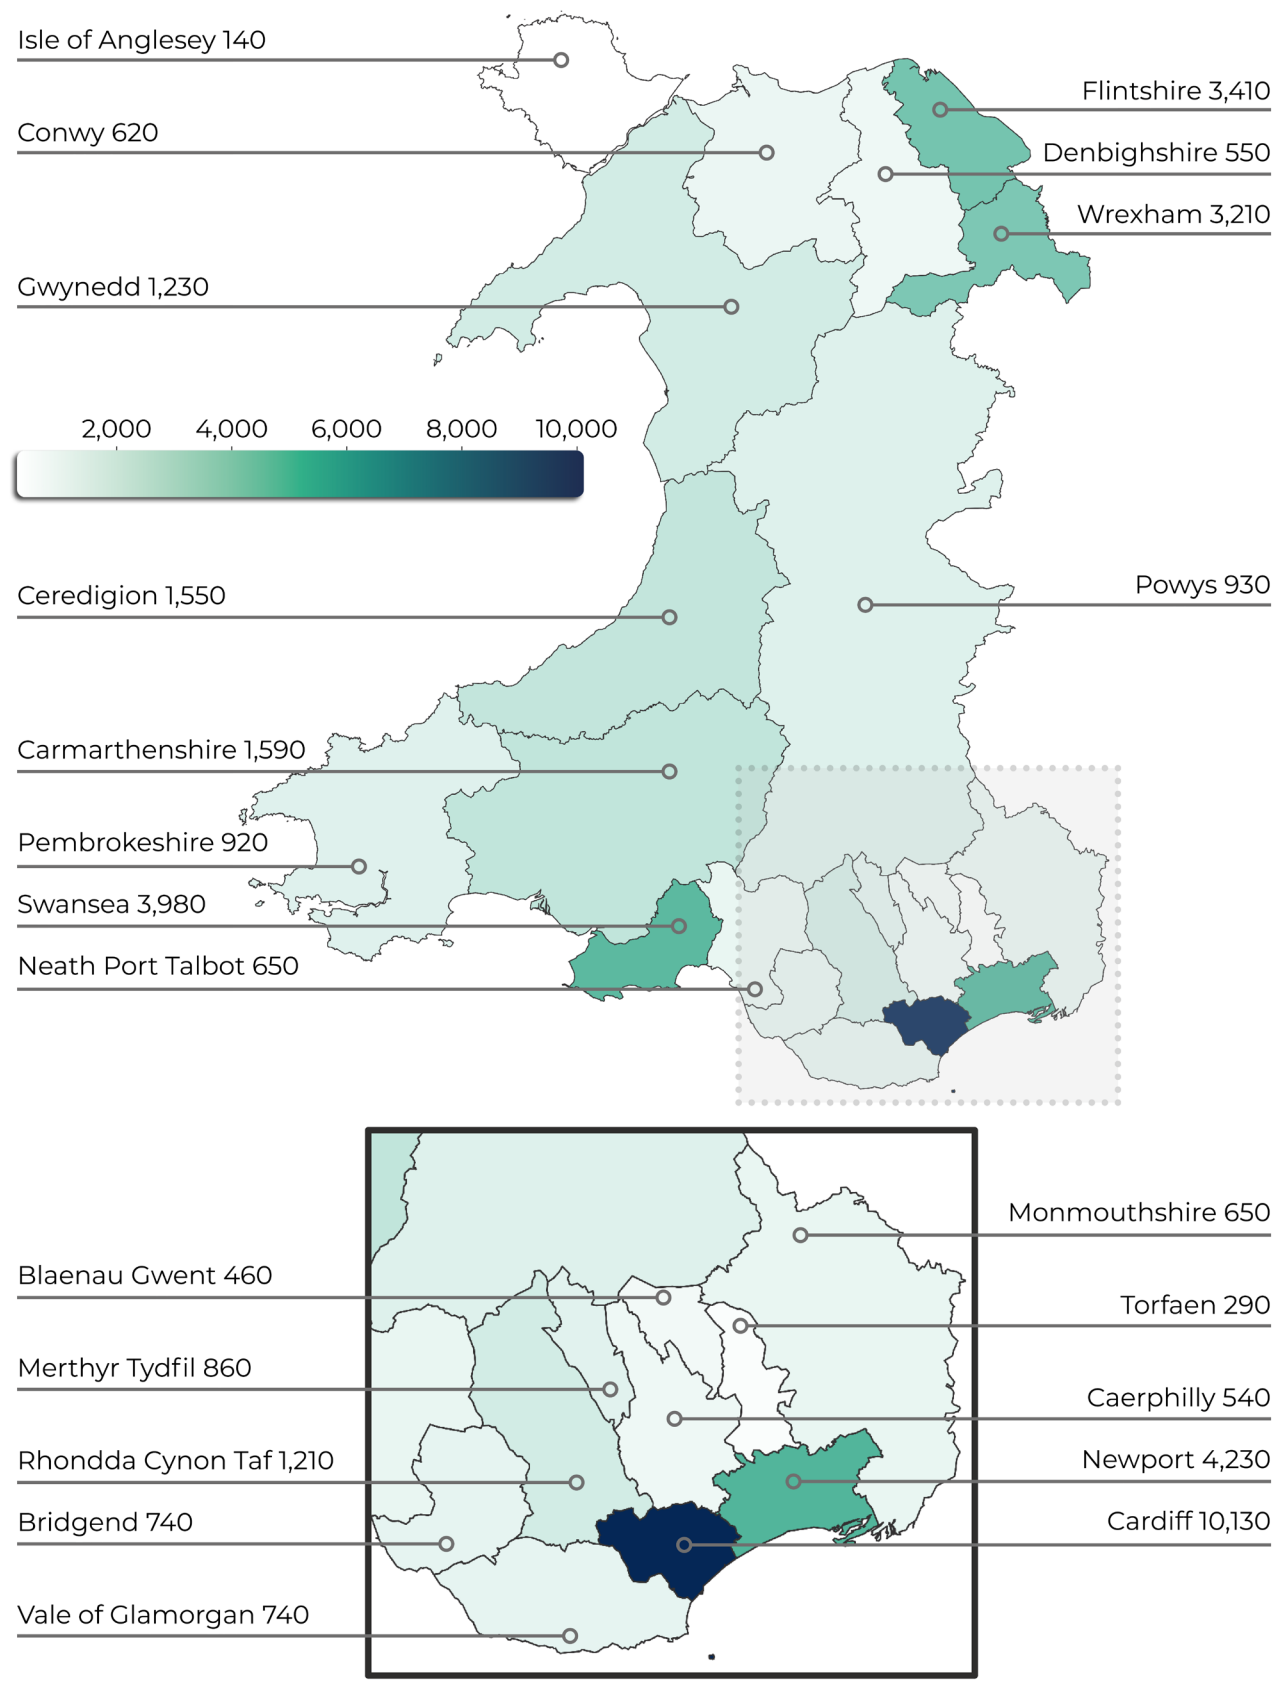 Isle of Anglesey 140
Flintshire 3,410
Conwy 620
Denbighshire 550
Wrexham 3,210
Gwynedd 1,230
2,000 4,000 6,000 8,000 10,000
Ceredigion 1,550
Powys 930
Carmarthenshire 1,590
Pembrokeshire 920
Swansea 3,980
Neath Port Talbot 650
Monmouthshire 650
Blaenau Gwent 460
Torfaen 290
Merthyr Tydfil 860
Caerphilly 540
Rhondda Cynon Taf 1,210
Newport 4,230
Bridgend 740
Cardiff 10,130
Vale of Glamorgan 740